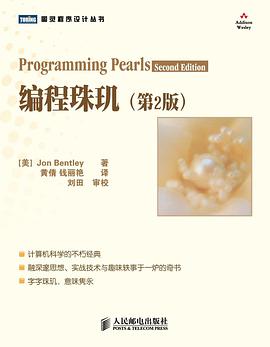 TURING 图灵程序设计丛书
Addison
Wesley
Programming Pearls Second Edition
编程珠玑（第2版）
[美] Jon Bentley 著
黄倩 钱丽艳 译
刘田 审校
计算机科学的不朽经典
融深邃思想、实战技术与趣味轶事于一炉的奇书
字字珠玑，意味隽永
人民邮电出版社
POSTS & TELECOM PRESS